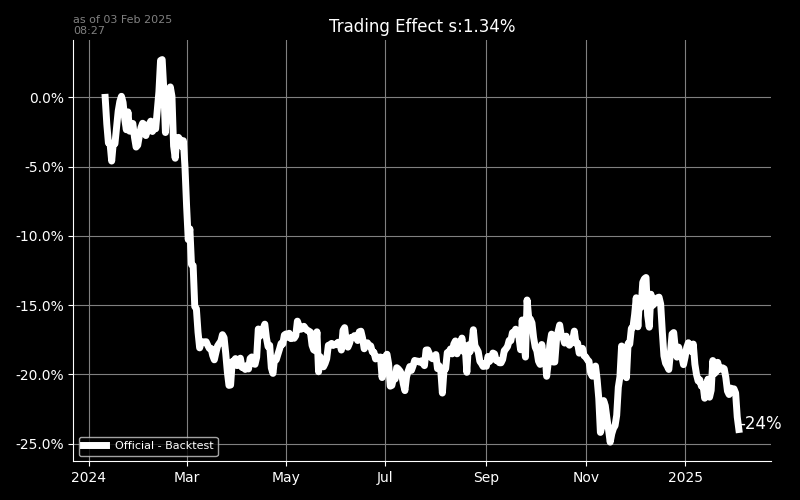 as of 03 Feb 2025
08:27
Trading Effect s:1.34%
0.0%
-5.0%
-10.0%
-15.0%
-20.0%
-25.0%
-24%
Official - Backtest
2024 Mar May Jul Sep Nov 2025